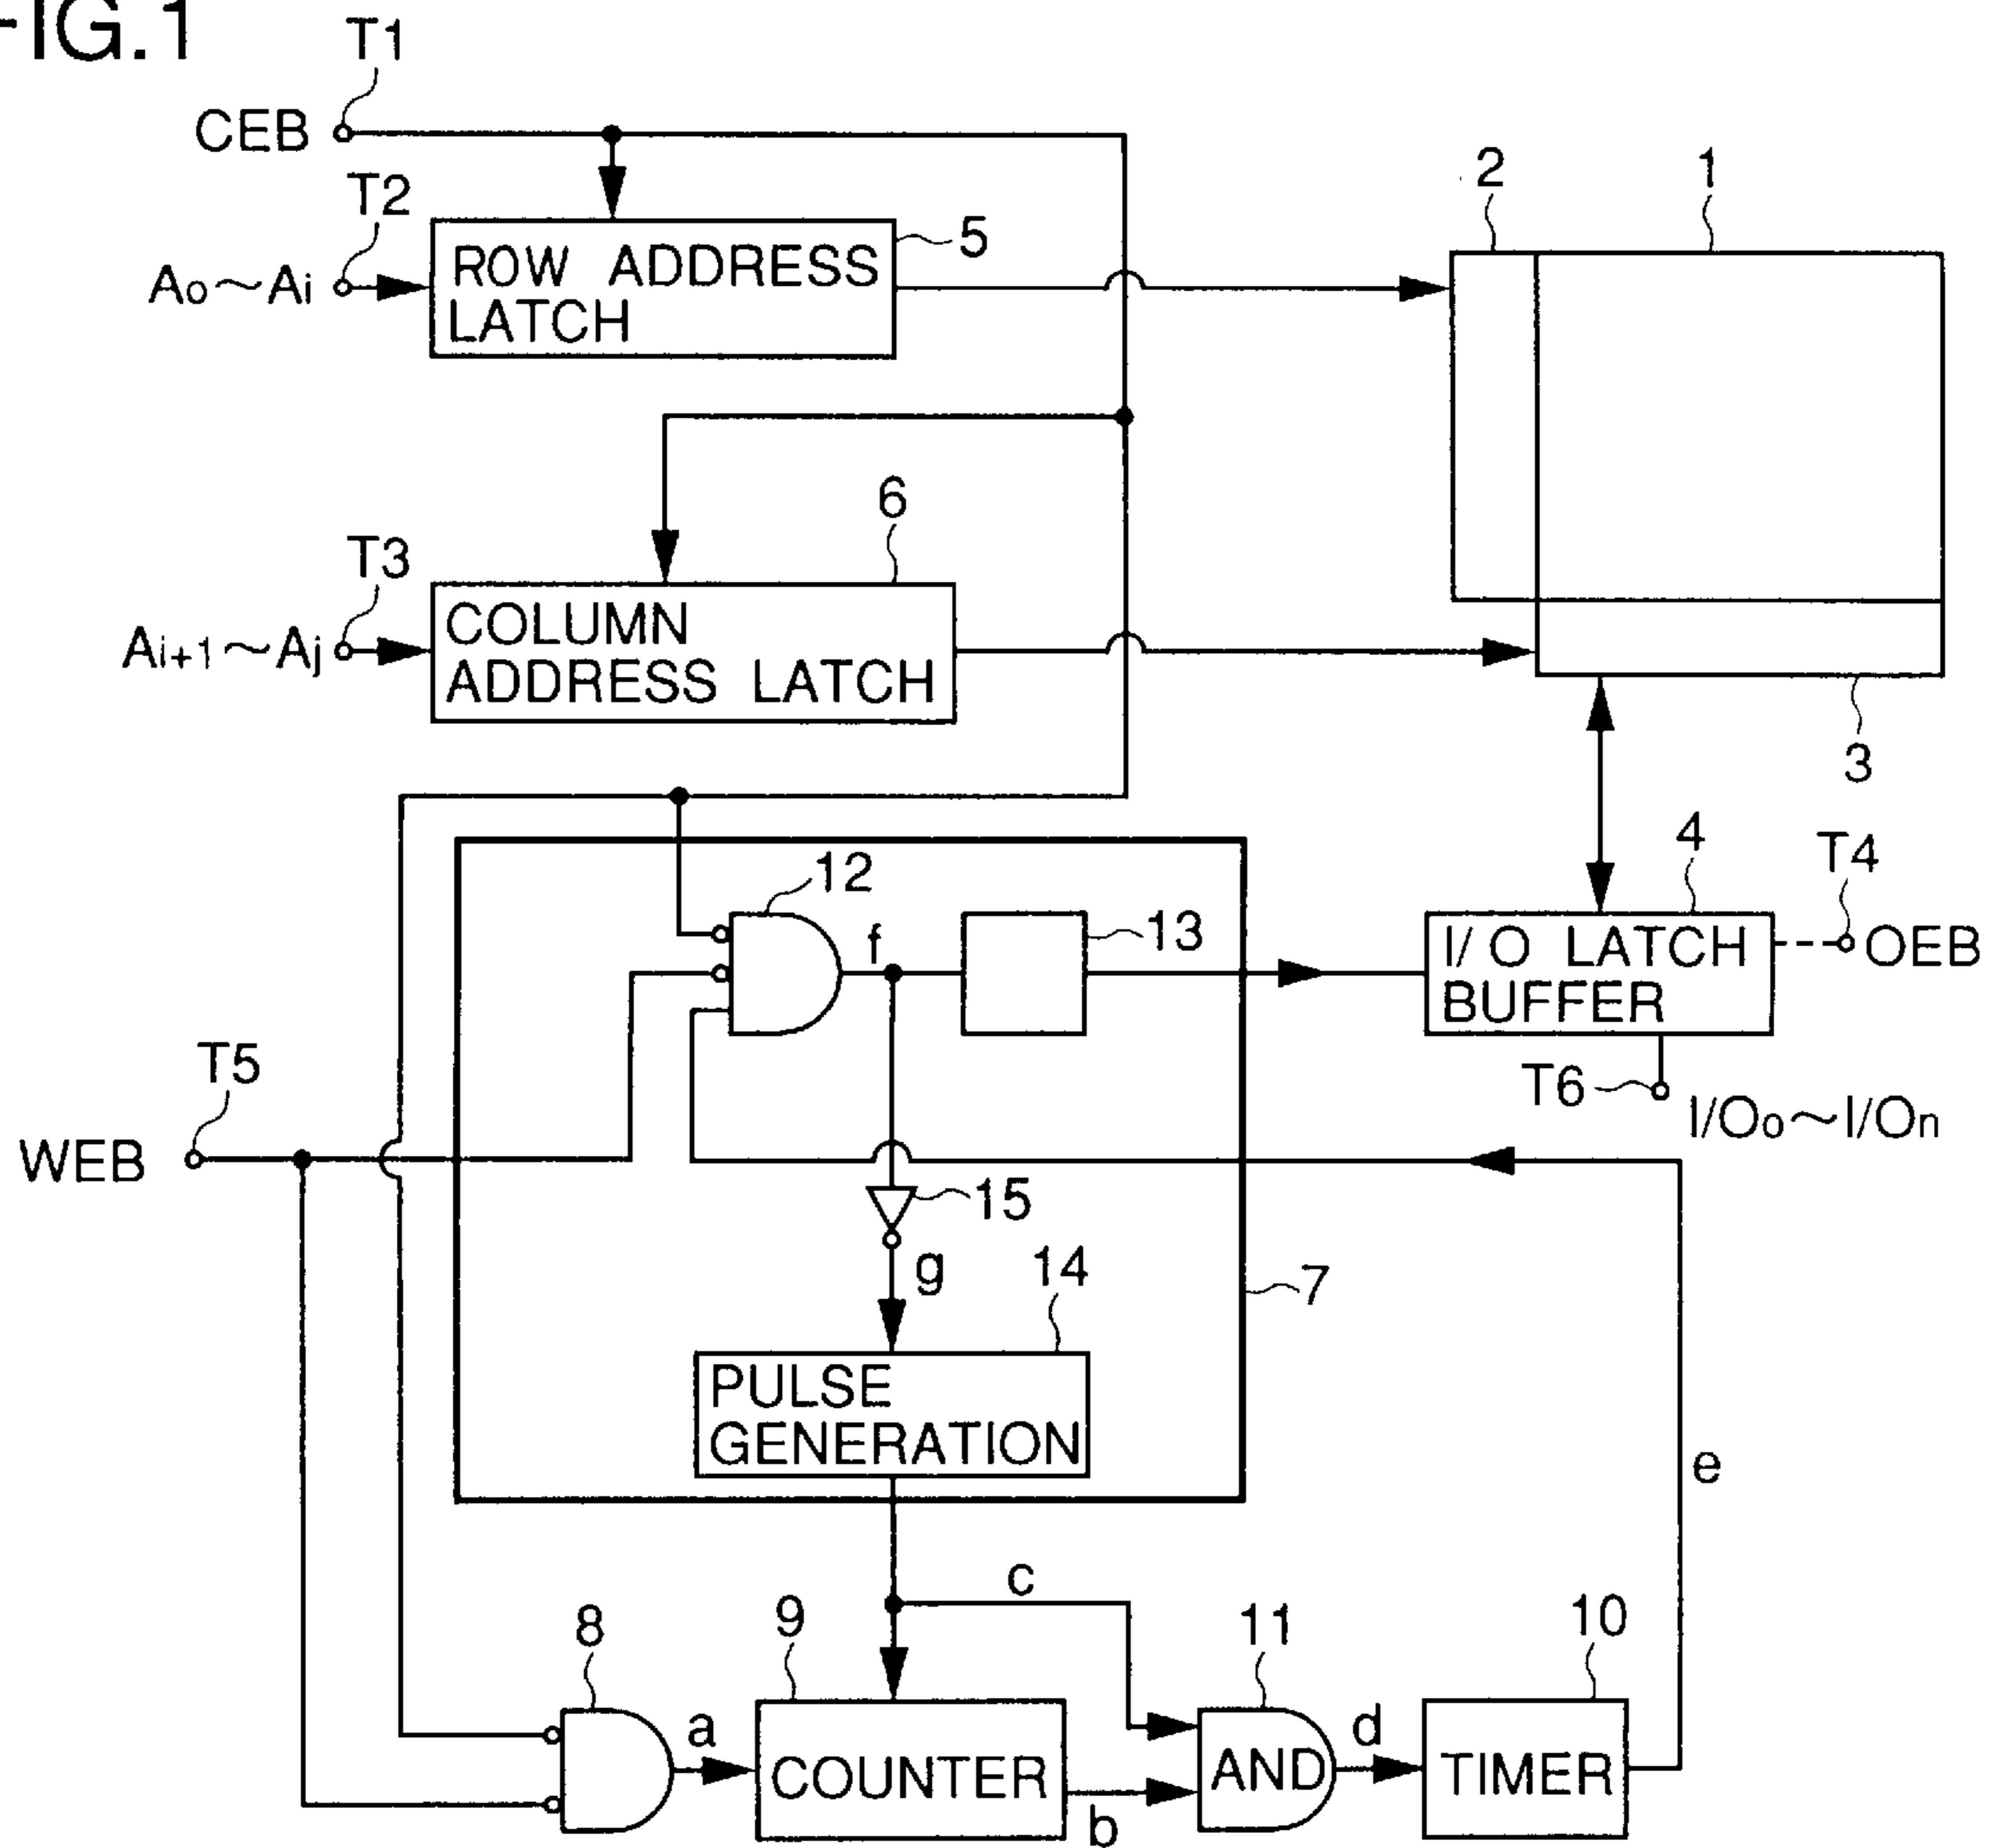 FIG.1
T1
CEB
T2
2
1
5
ROW ADDRESS
LATCH
Ao~Ai
6
T3
COLUMN
ADDRESS LATCH
Ai+1~Aj
3
4
T4
12
f
13
I/O LATCH
BUFFER
OEB
T5
T6
I/Oo~I/On
WEB
15
g
14
7
PULSE
GENERATION
e
c
8
9
11
10
a
d
COUNTER
AND
TIMER
b